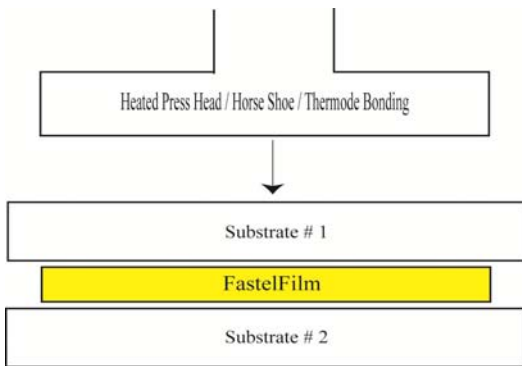 Heated Press Head / Horse Shoe / Thermode Bonding
Substrate # 1
FastelFilm
Substrate # 2